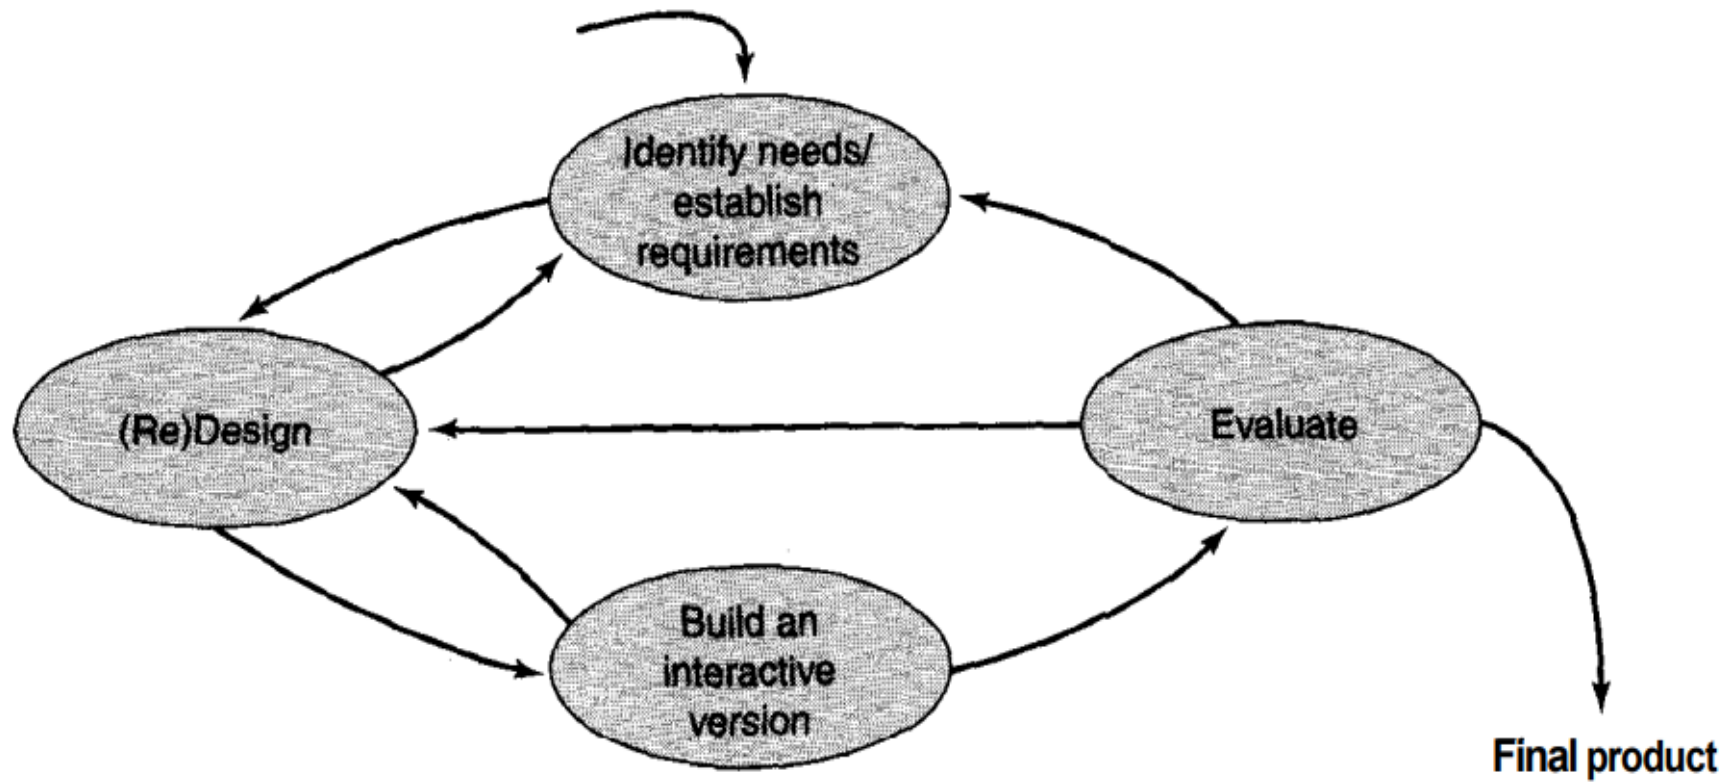 Identify needs/
establish
requirements
(Re)Design
Evaluate
Build an
interactive
version
Final product